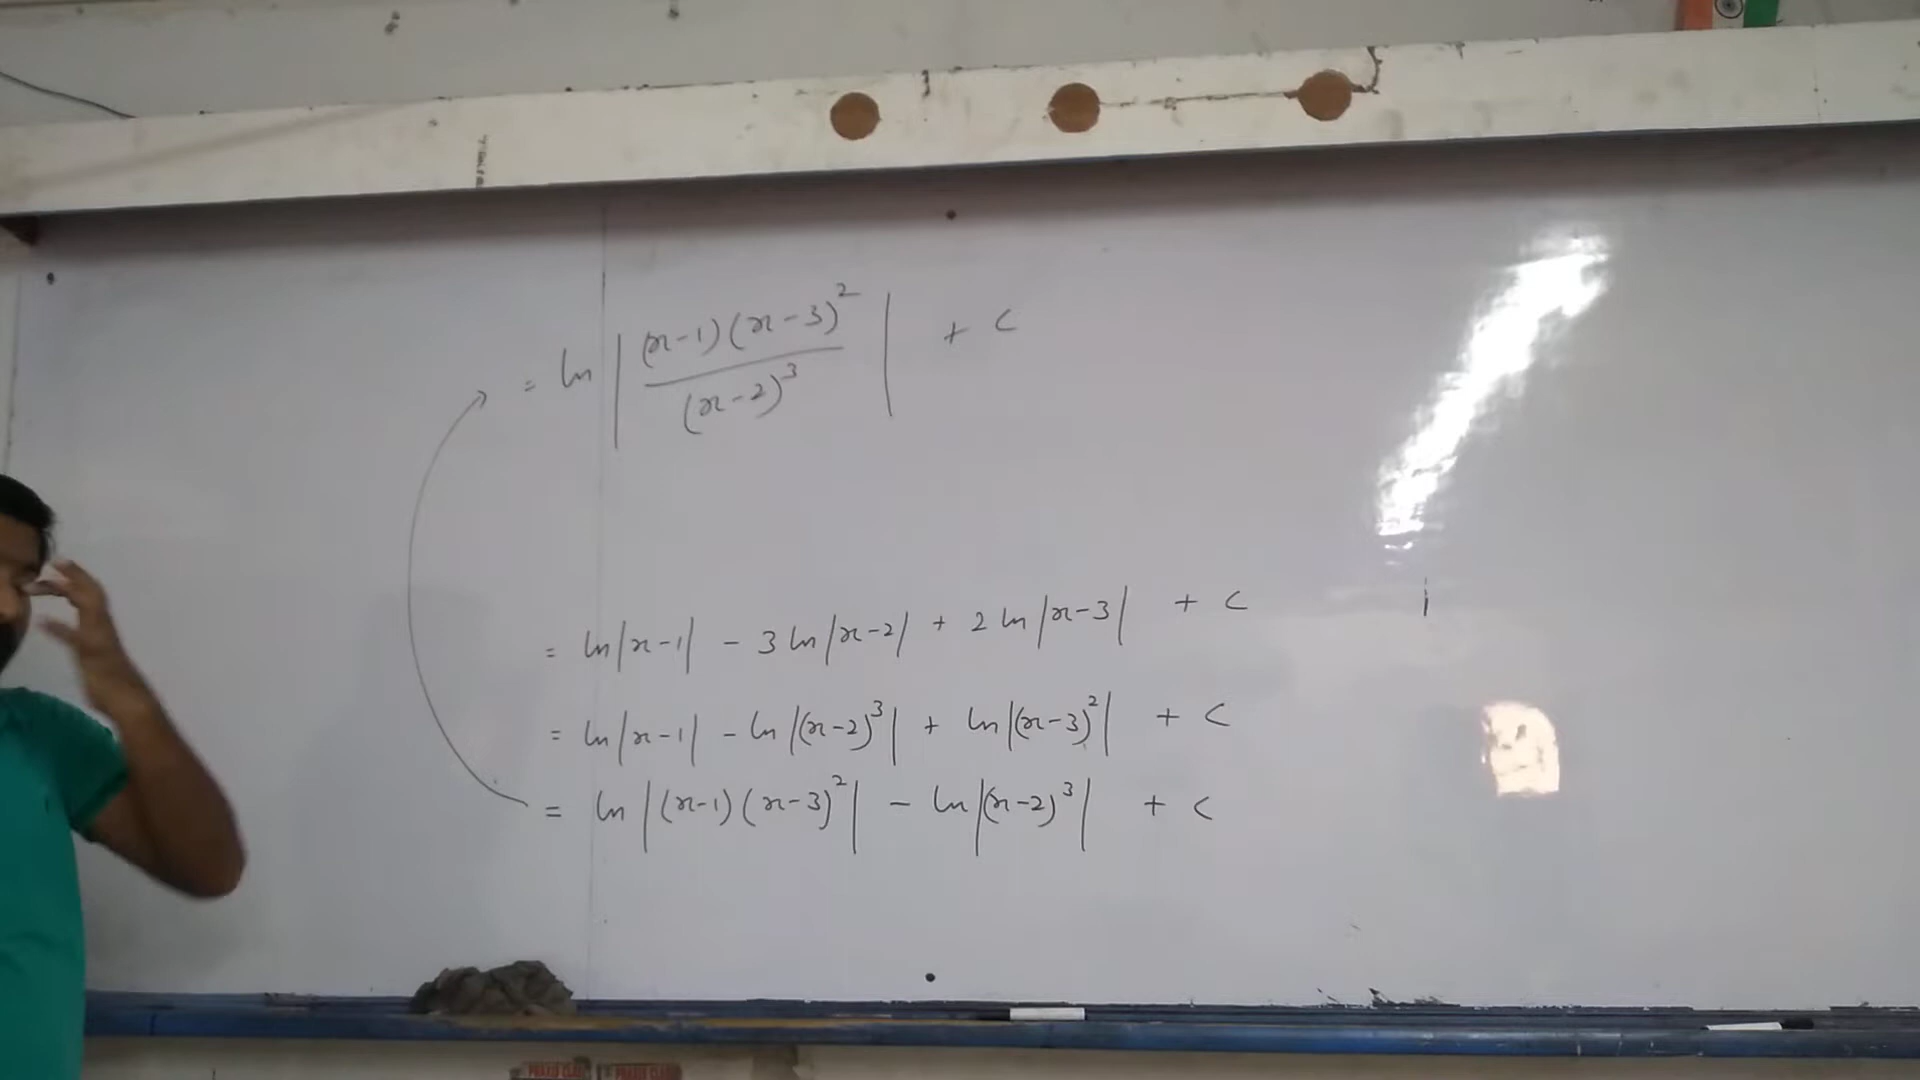 = ln |(x-1)(x-3)²/(x-2)³| + c
= ln|x-1| - 3 ln|x-2| + 2 ln|x-3| + c
= ln|x-1| - ln|(x-2)³| + ln|(x-3)²| + c
= ln|(x-1)(x-3)²| - ln|(x-2)³| + c